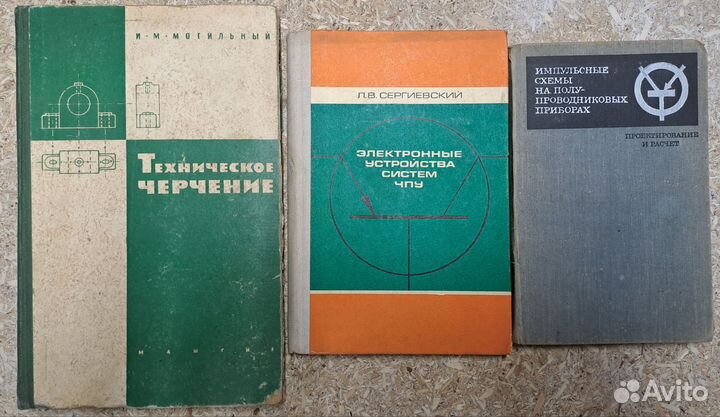 И·М·МОГИЛЬНЫЙ
ТЕХНИЧЕСКОЕ
ЧЕРЧЕНИЕ
МАШГИЗ
Л.В. СЕРГИЕВСКИЙ
ЭЛЕКТРОННЫЕ
УСТРОЙСТВА
СИСТЕМ
ЧПУ
ИМПУЛЬСНЫЕ
СХЕМЫ
НА ПОЛУ-
ПРОВОДНИКОВЫХ
ПРИБОРАХ
ПРОЕКТИРОВАНИЕ
И РАСЧЕТ
Avito